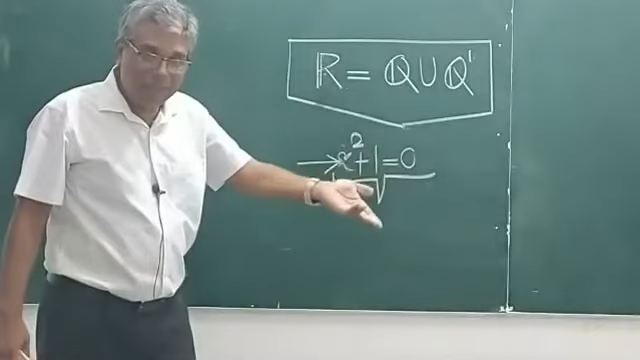 R = Q ∪ Q'
→ x² + 1 = 0